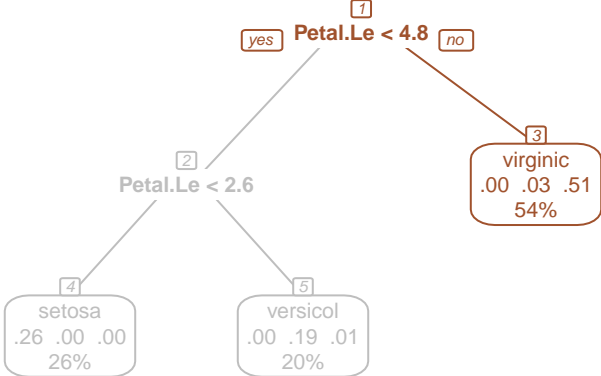 1
yes Petal.Le < 4.8 no
3
virginic
.00 .03 .51
54%
2
Petal.Le < 2.6
4
setosa
.26 .00 .00
26%
5
versicol
.00 .19 .01
20%